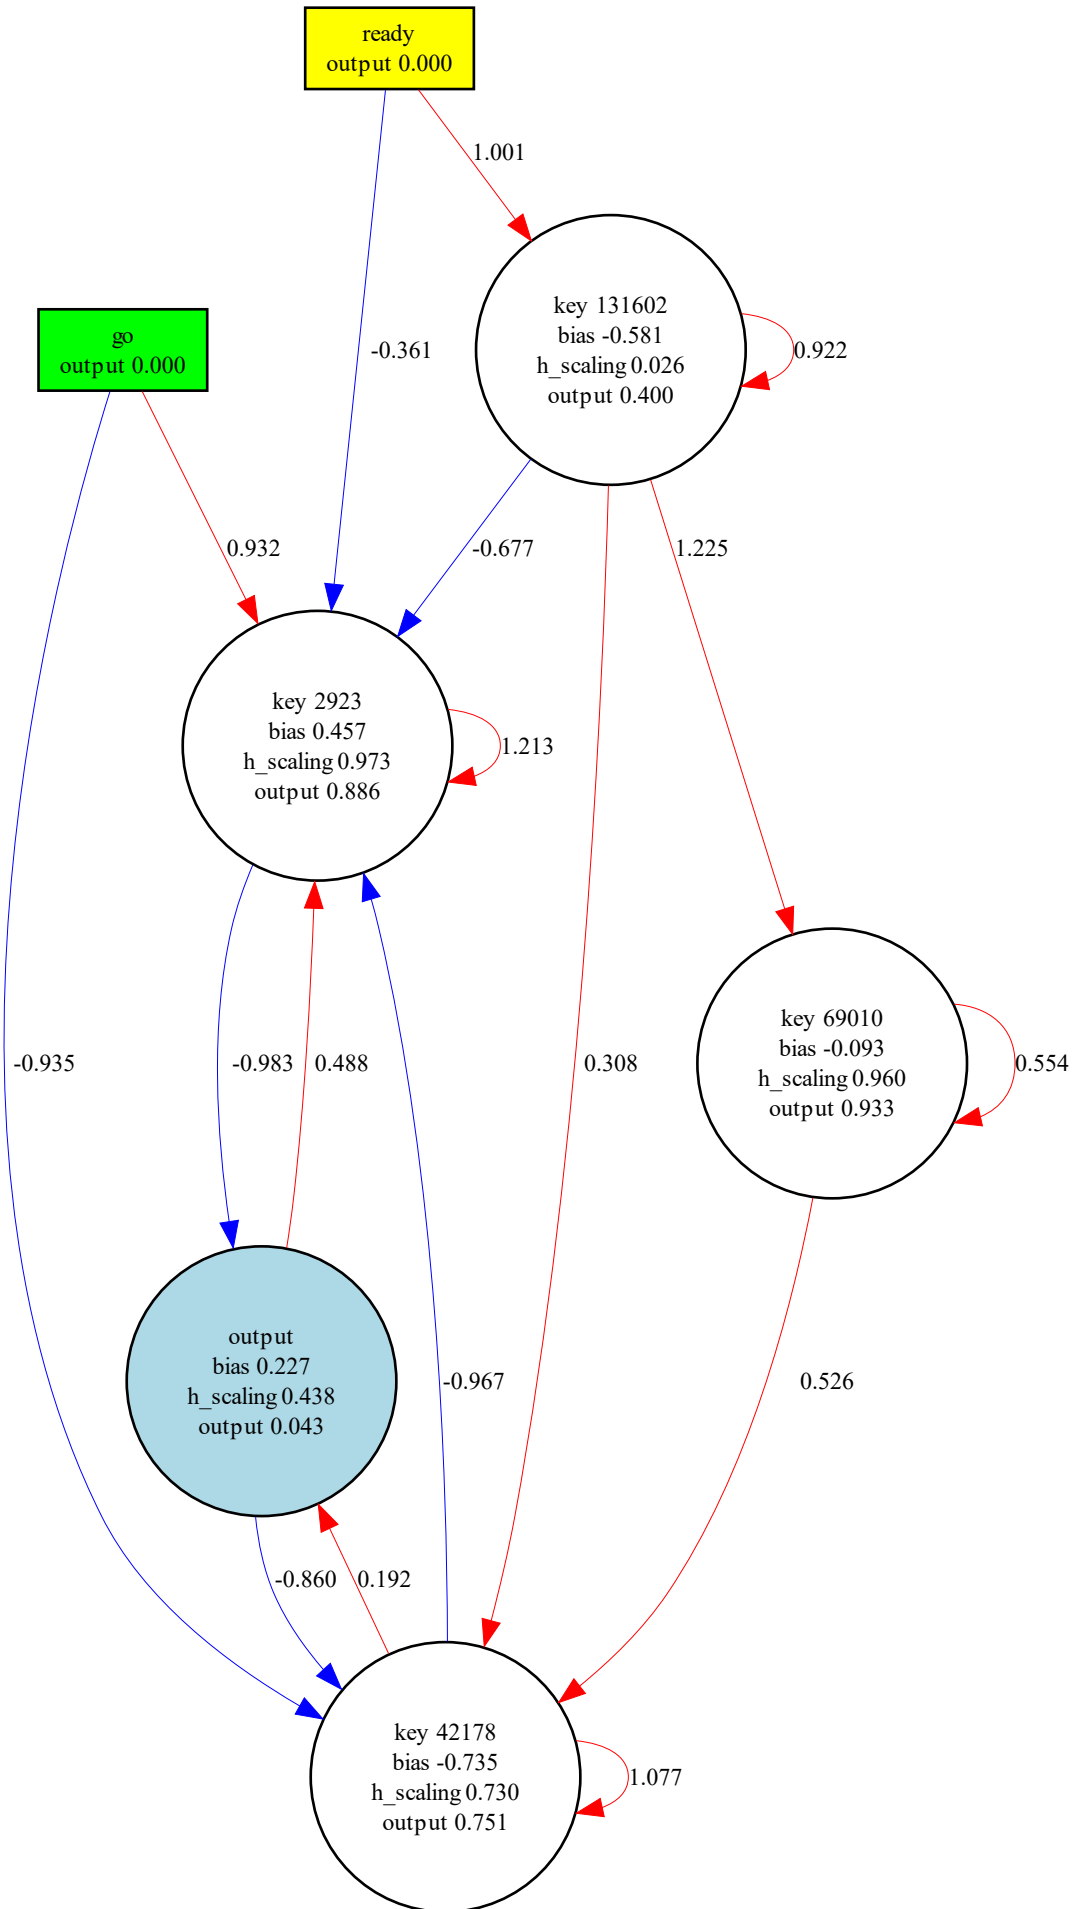 ready
output 0.000
1.001
key 131602
bias -0.581
h_scaling 0.026
output 0.400
0.922
go
output 0.000
-0.361
0.932
-0.677
1.225
key 2923
bias 0.457
h_scaling 0.973
output 0.886
1.213
key 69010
bias -0.093
h_scaling 0.960
output 0.933
0.554
-0.935
-0.983
0.488
0.308
output
bias 0.227
h_scaling 0.438
output 0.043
-0.967
0.526
-0.860
0.192
key 42178
bias -0.735
h_scaling 0.730
output 0.751
1.077